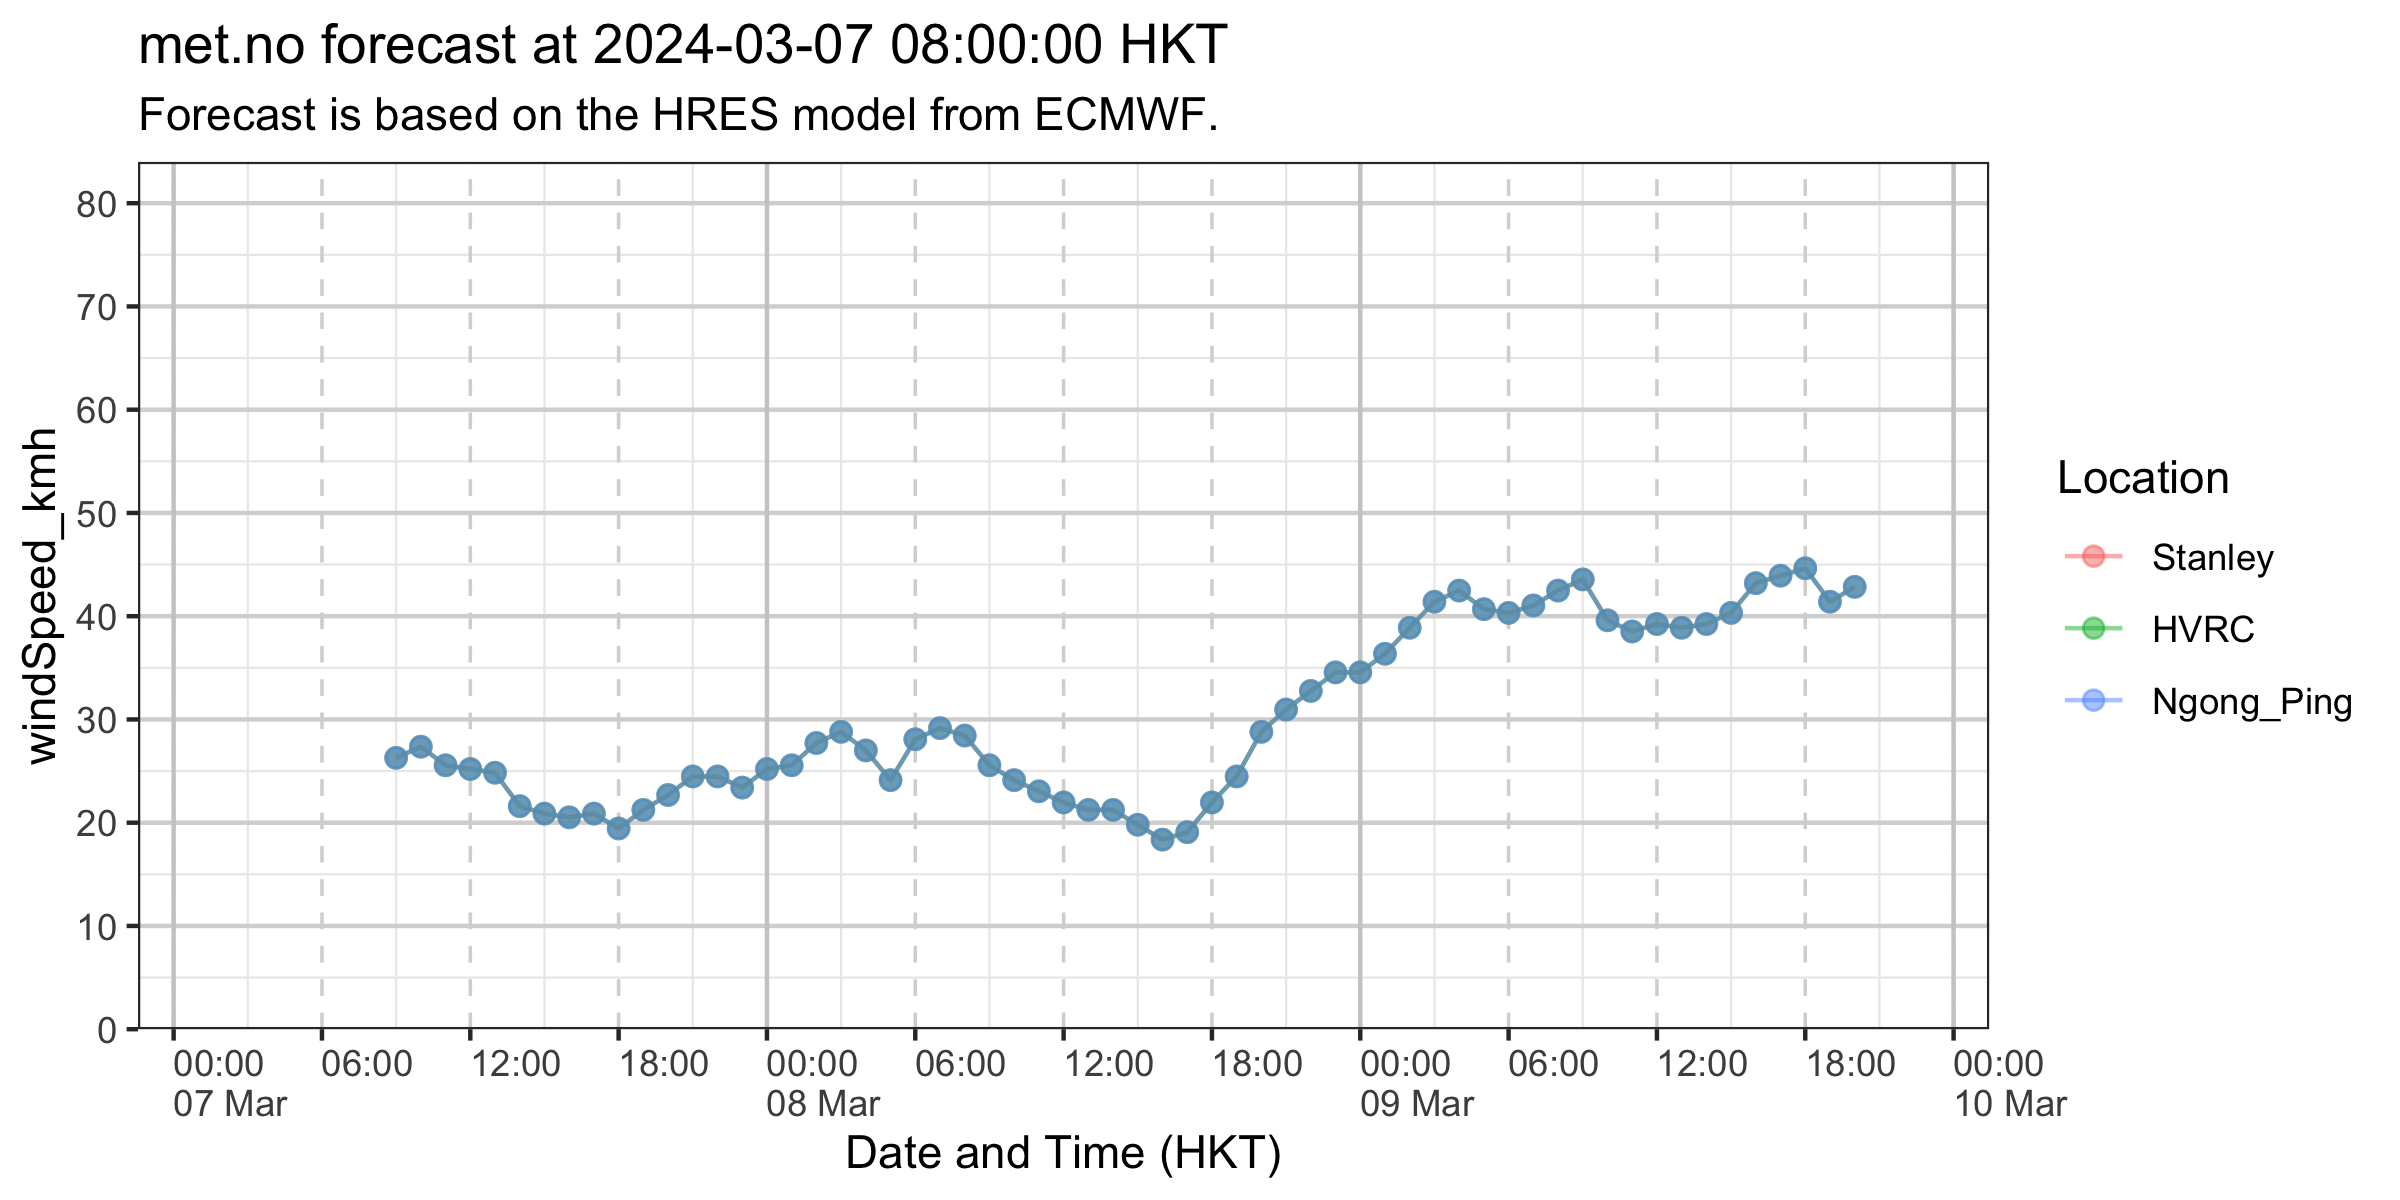 met.no forecast at 2024-03-07 08:00:00 HKT
Forecast is based on the HRES model from ECMWF.
windSpeed_kmh
80
70
60
50
40
30
20
10
0
00:00 06:00 12:00 18:00 00:00 06:00 12:00 18:00 00:00 06:00 12:00 18:00 00:00
07 Mar 08 Mar 09 Mar 10 Mar
Date and Time (HKT)
Location
Stanley
HVRC
Ngong_Ping